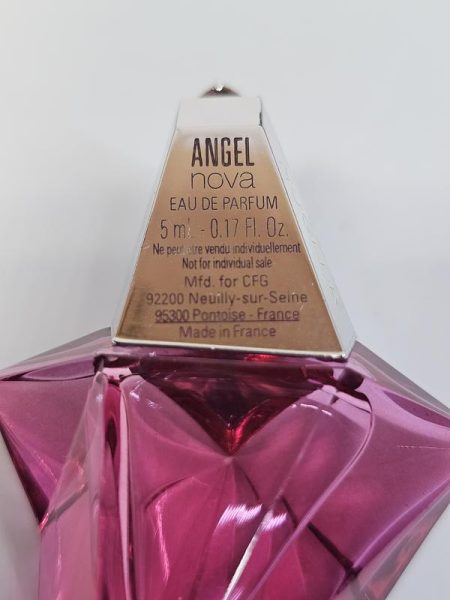 ANGEL
nova
EAU DE PARFUM
5 mL - 0.17 Fl. Oz.
Ne peut être vendu individuellement
Not for individual sale
Mfd. for CFG
92200 Neuilly-sur-Seine
95300 Pontoise - France
Made in France